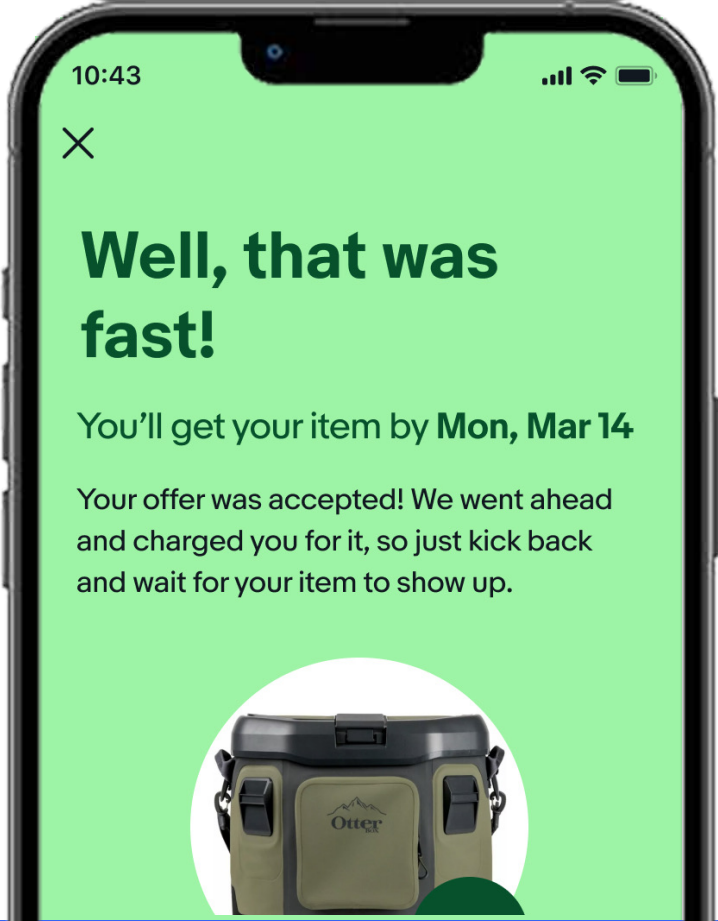 10:43
Well, that was
fast!
You’ll get your item by Mon, Mar 14
Your offer was accepted! We went ahead
and charged you for it, so just kick back
and wait for your item to show up.
Otter
BOX